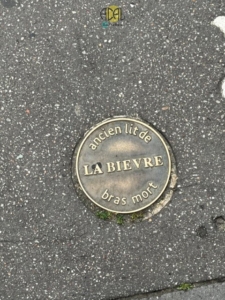 ancien lit de
LA BIEVRE
bras mort